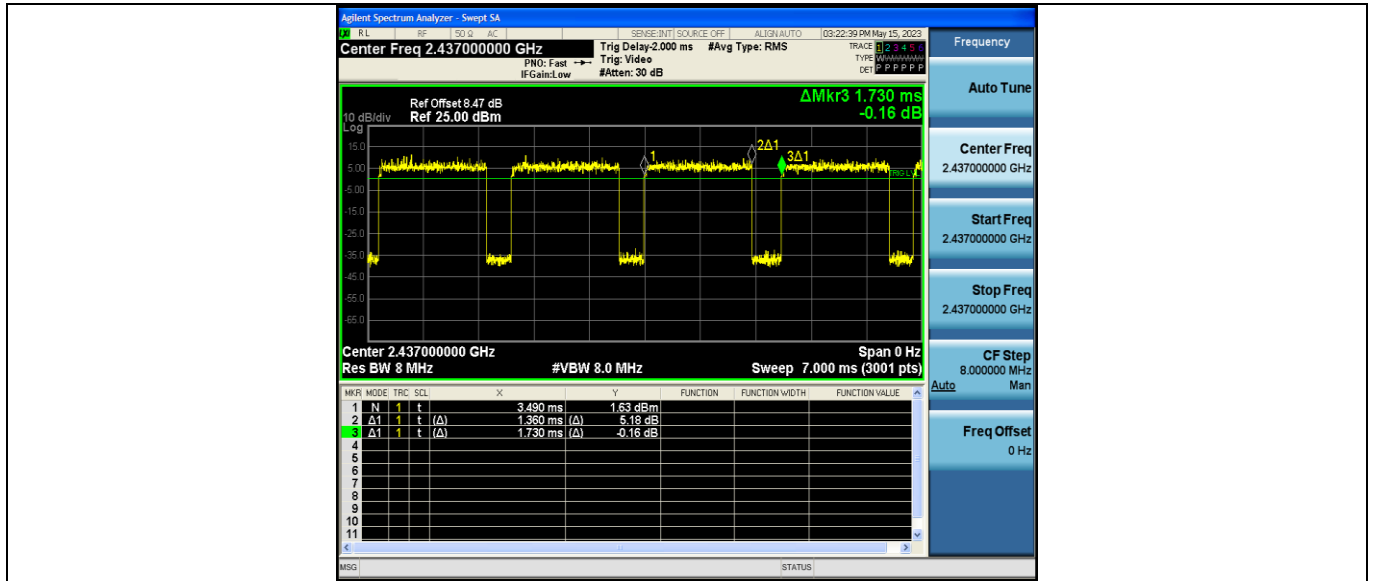 Agilent Spectrum Analyzer - Swept SA
RL RF 50 Ω AC SENSE:INT SOURCE OFF ALIGN AUTO 03:22:39 PM May 15, 2023
Center Freq 2.437000000 GHz
Trig Delay-2.000 ms #Avg Type: RMS
TRACE 1 2 3 4 5 6
PNO: Fast
Trig: Video
TYPE WWWWWW
IFGain:Low
#Atten: 30 dB
DET P P P P P P
Frequency
Auto Tune
Center Freq
2.437000000 GHz
Start Freq
2.437000000 GHz
Stop Freq
2.437000000 GHz
CF Step
8.000000 MHz
Auto Man
Freq Offset
0 Hz
ΔMkr3 1.730 ms
-0.16 dB
Ref Offset 8.47 dB
10 dB/div Ref 25.00 dBm
Log
15.0
5.00
-5.00
-15.0
-25.0
-35.0
-45.0
-55.0
-65.0
1
2Δ1
3Δ1
Center 2.437000000 GHz Span 0 Hz
Res BW 8 MHz #VBW 8.0 MHz Sweep 7.000 ms (3001 pts)
MKR MODE TRC SCL X Y FUNCTION FUNCTION WIDTH FUNCTION VALUE
1 N 1 t 3.490 ms 1.63 dBm
2 Δ1 1 t (Δ) 1.360 ms (Δ) 5.18 dB
3 Δ1 1 t (Δ) 1.730 ms (Δ) -0.16 dB
4
5
6
7
8
9
10
11
MSG STATUS